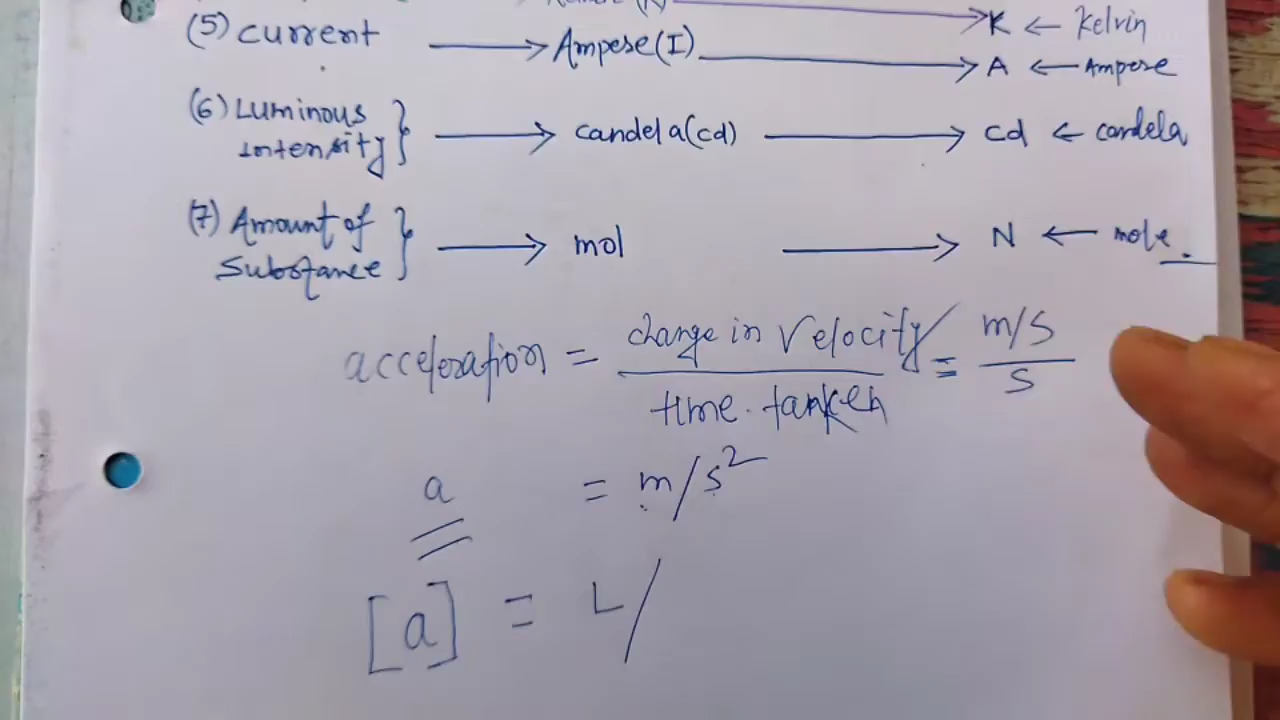 K ← Kelvin
(5) Current → Ampese(I) → A ← Ampese
(6) Luminous
Intensity } → candela(cd) → cd ← candela
(7) Amount of
Substance } → mol → N ← mole.
acceleration = change in Velocity / time. tanken = m/s / s
a = m/s²
[a] = L/